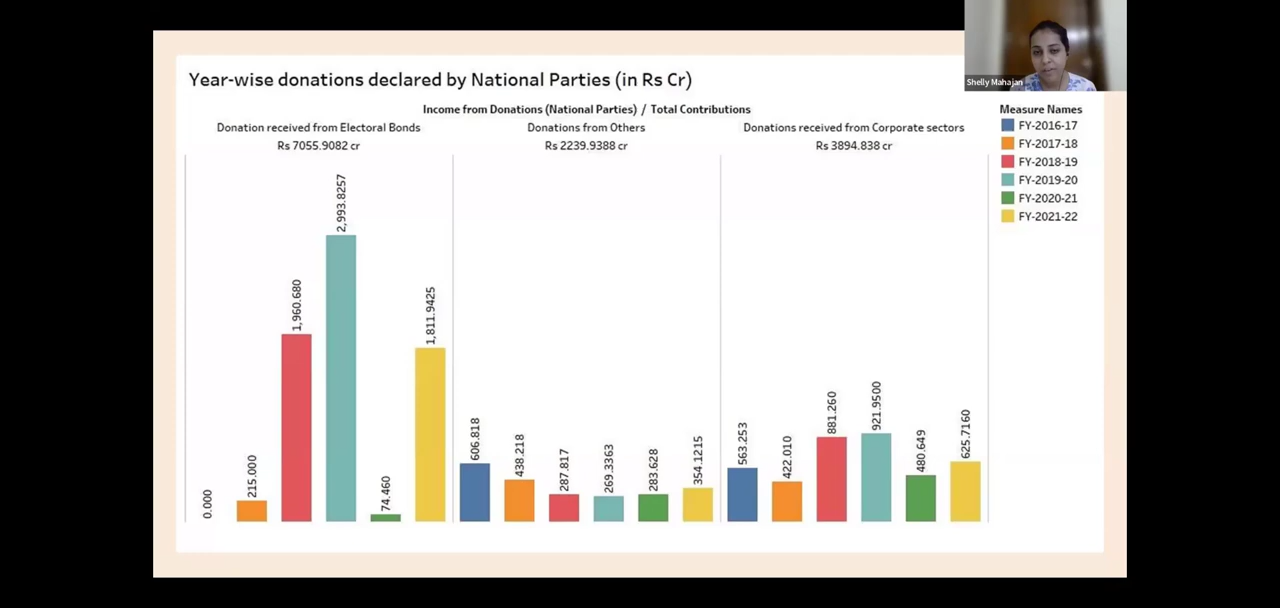 Shelly Mahajan
Year-wise donations declared by National Parties (in Rs Cr)
Income from Donations (National Parties) / Total Contributions
Donation received from Electoral Bonds
Rs 7055.9082 cr
0.000
215.000
1,960.680
2,993.8257
74.460
1,811.9425
Donations from Others
Rs 2239.9388 cr
606.818
438.218
287.817
269.3363
283.628
354.1215
Donations received from Corporate sectors
Rs 3894.838 cr
563.253
422.010
881.260
921.9500
480.649
625.7160
Measure Names
FY-2016-17
FY-2017-18
FY-2018-19
FY-2019-20
FY-2020-21
FY-2021-22